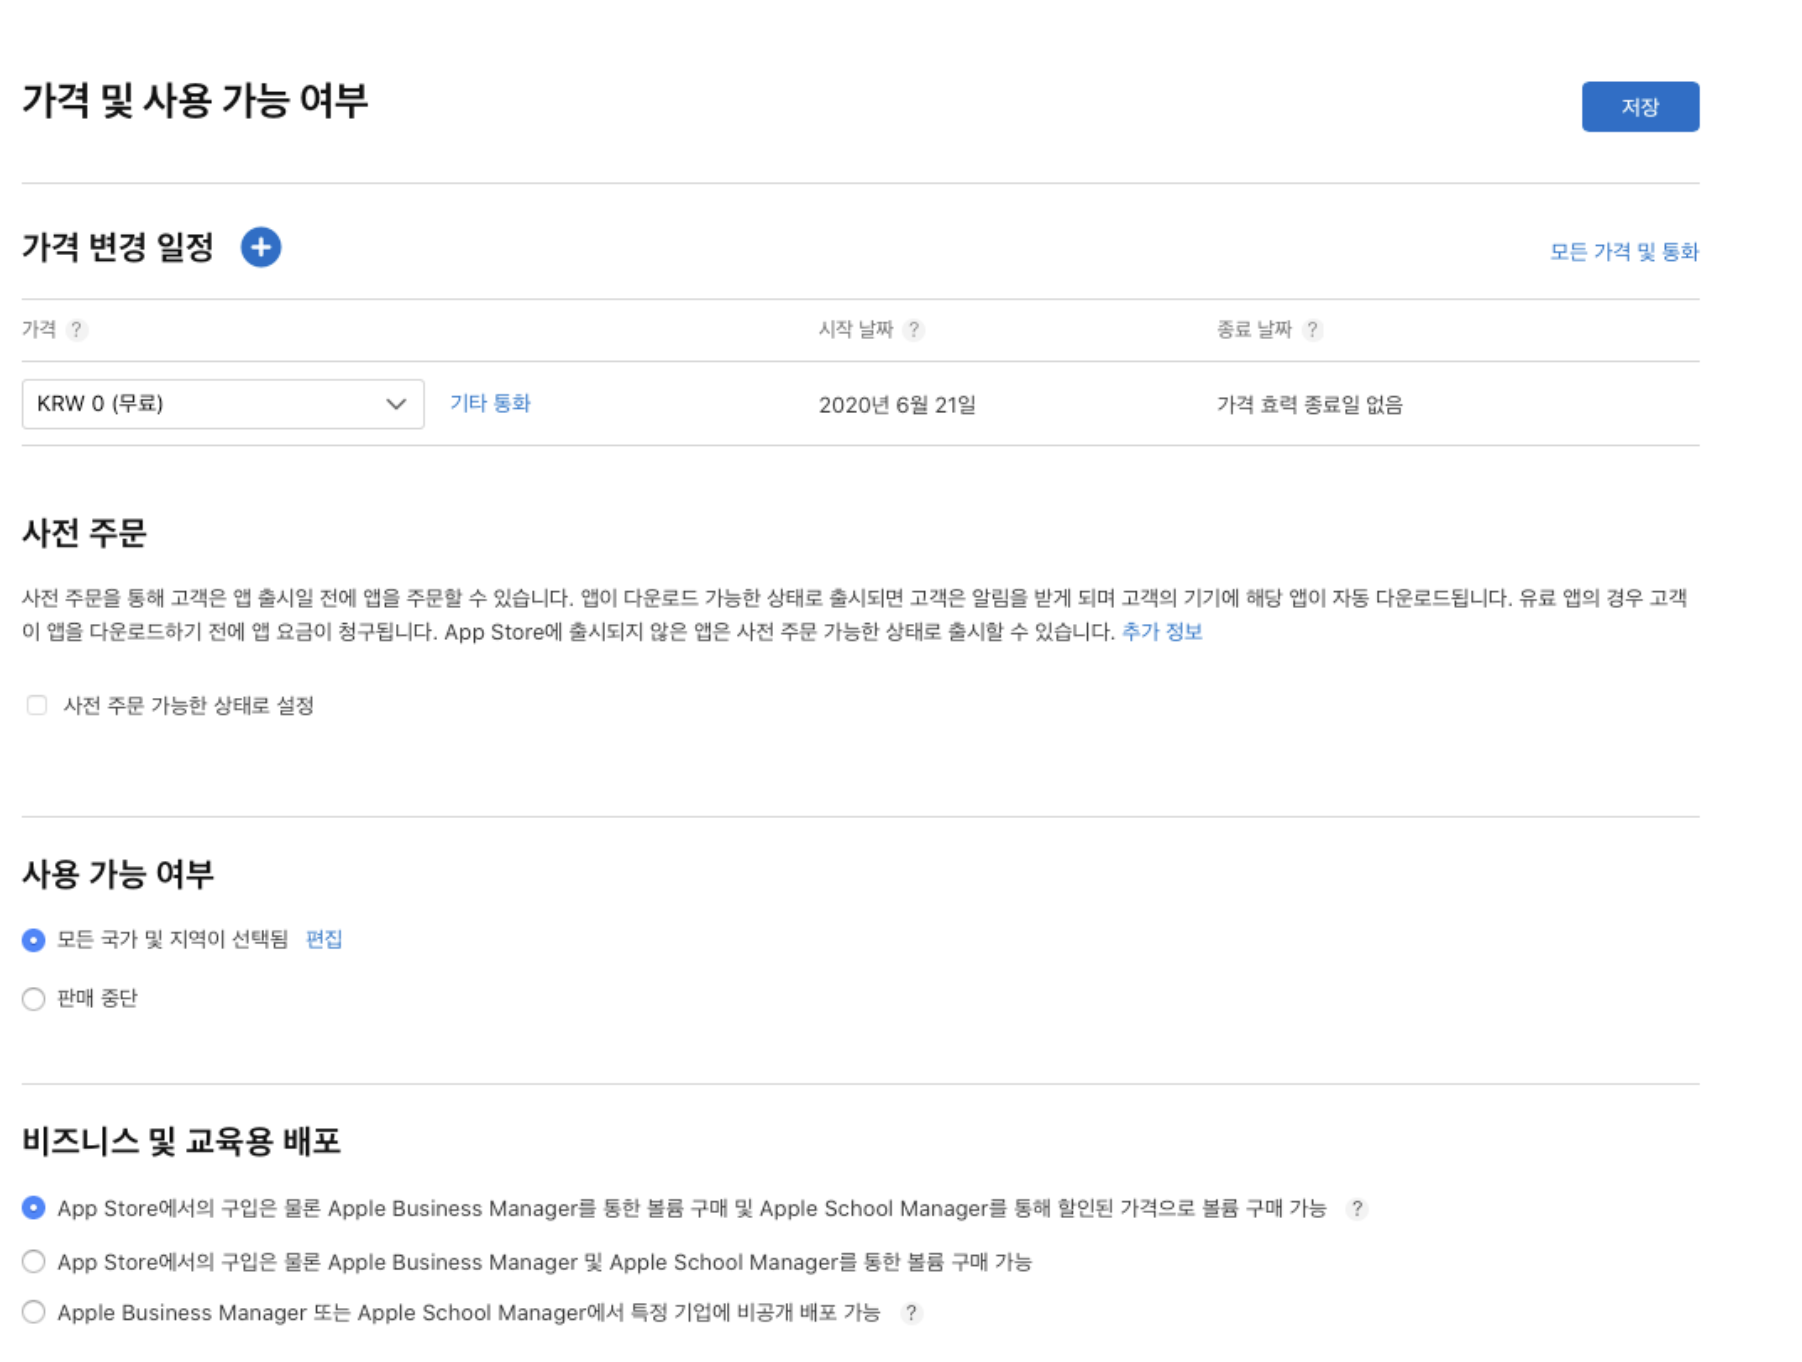 가격 및 사용 가능 여부
저장
가격 변경 일정
모든 가격 및 통화
가격 ?
시작 날짜 ?
종료 날짜 ?
KRW 0 (무료)
기타 통화
2020년 6월 21일
가격 효력 종료일 없음
사전 주문
사전 주문을 통해 고객은 앱 출시일 전에 앱을 주문할 수 있습니다. 앱이 다운로드 가능한 상태로 출시되면 고객은 알림을 받게 되며 고객의 기기에 해당 앱이 자동 다운로드됩니다. 유료 앱의 경우 고객
이 앱을 다운로드하기 전에 앱 요금이 청구됩니다. App Store에 출시되지 않은 앱은 사전 주문 가능한 상태로 출시할 수 있습니다. 추가 정보
사전 주문 가능한 상태로 설정
사용 가능 여부
모든 국가 및 지역이 선택됨 편집
판매 중단
비즈니스 및 교육용 배포
App Store에서의 구입은 물론 Apple Business Manager를 통한 볼륨 구매 및 Apple School Manager를 통해 할인된 가격으로 볼륨 구매 가능 ?
App Store에서의 구입은 물론 Apple Business Manager 및 Apple School Manager를 통한 볼륨 구매 가능
Apple Business Manager 또는 Apple School Manager에서 특정 기업에 비공개 배포 가능 ?